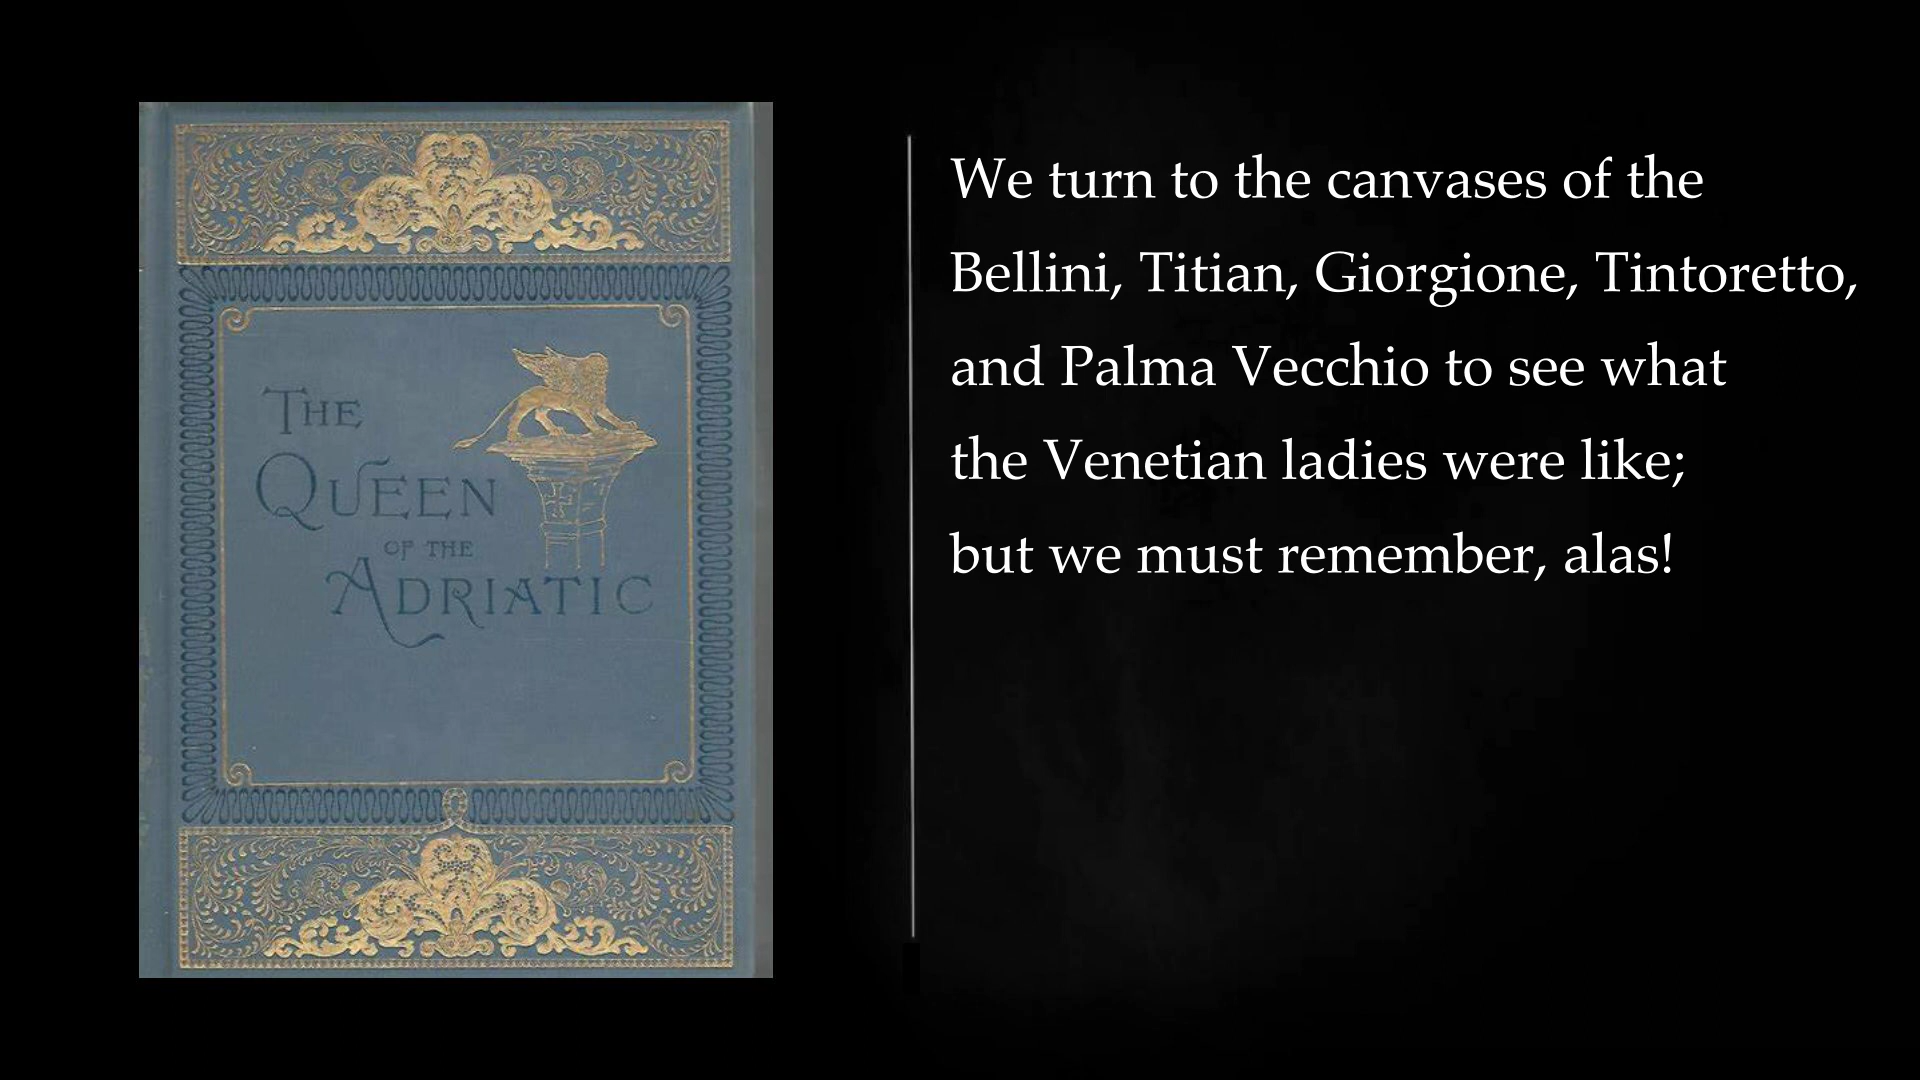 THE
QUEEN
OF THE
ADRIATIC
We turn to the canvases of the
Bellini, Titian, Giorgione, Tintoretto,
and Palma Vecchio to see what
the Venetian ladies were like;
but we must remember, alas!